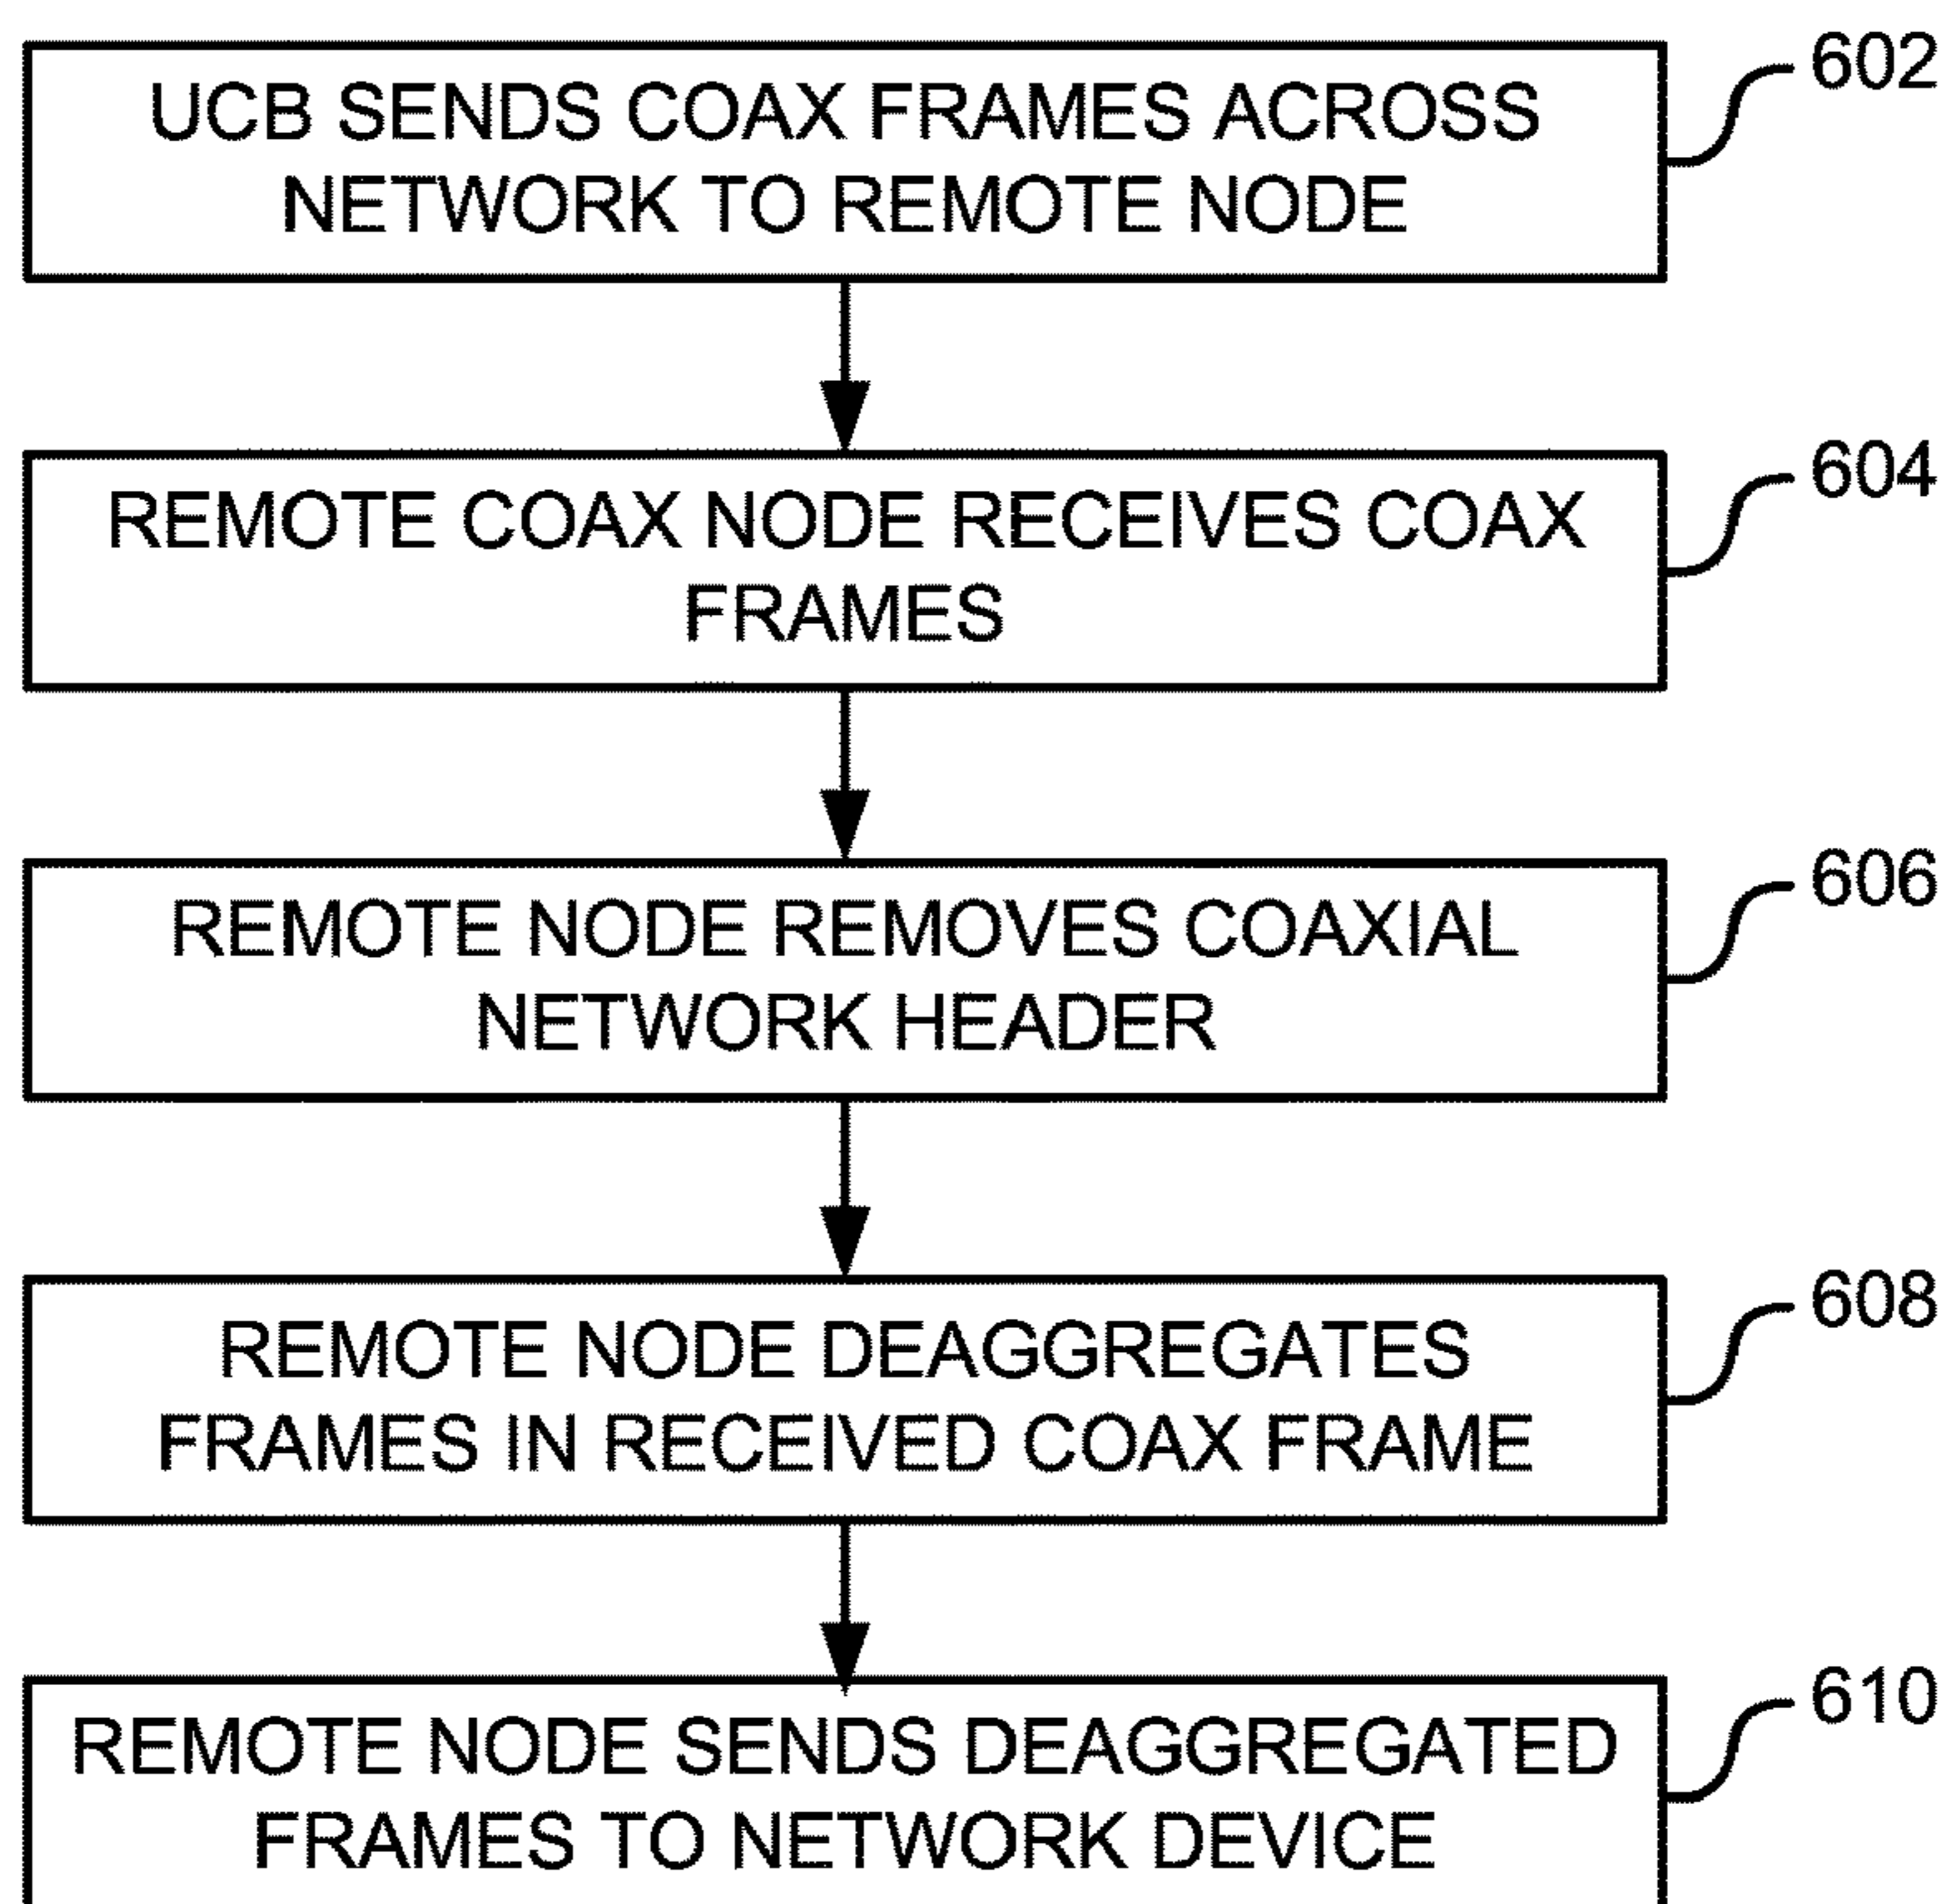 UCB SENDS COAX FRAMES ACROSS
NETWORK TO REMOTE NODE
602
REMOTE COAX NODE RECEIVES COAX
FRAMES
604
REMOTE NODE REMOVES COAXIAL
NETWORK HEADER
606
REMOTE NODE DEAGGREGATES
FRAMES IN RECEIVED COAX FRAME
608
REMOTE NODE SENDS DEAGGREGATED
FRAMES TO NETWORK DEVICE
610